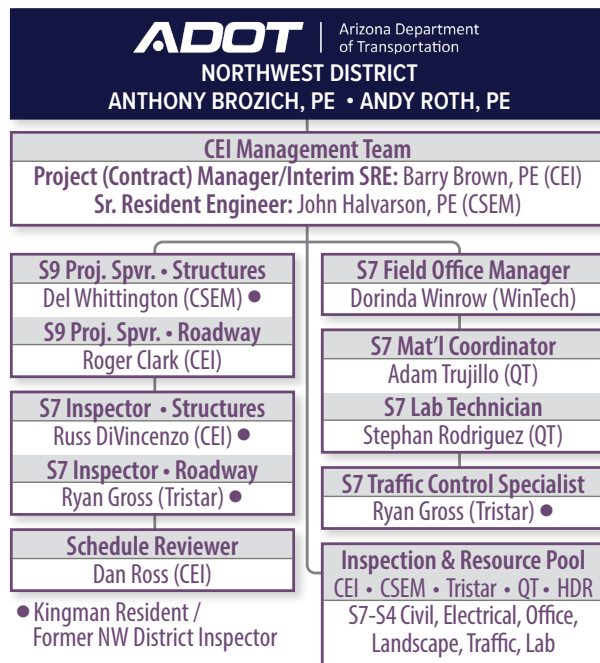 ADOT
Arizona Department
of Transportation
NORTHWEST DISTRICT
ANTHONY BROZICH, PE • ANDY ROTH, PE
CEI Management Team
Project (Contract) Manager/Interim SRE: Barry Brown, PE (CEI)
Sr. Resident Engineer: John Halvarson, PE (CSEM)
S9 Proj. Spvr. • Structures
Del Whittington (CSEM) ●
S9 Proj. Spvr. • Roadway
Roger Clark (CEI)
S7 Inspector • Structures
Russ DiVincenzo (CEI) ●
S7 Inspector • Roadway
Ryan Gross (Tristar) ●
Schedule Reviewer
Dan Ross (CEI)
● Kingman Resident /
Former NW District Inspector
S7 Field Office Manager
Dorinda Winrow (WinTech)
S7 Mat'l Coordinator
Adam Trujillo (QT)
S7 Lab Technician
Stephan Rodriguez (QT)
S7 Traffic Control Specialist
Ryan Gross (Tristar) ●
Inspection & Resource Pool
CEI • CSEM • Tristar • QT • HDR
S7-S4 Civil, Electrical, Office,
Landscape, Traffic, Lab